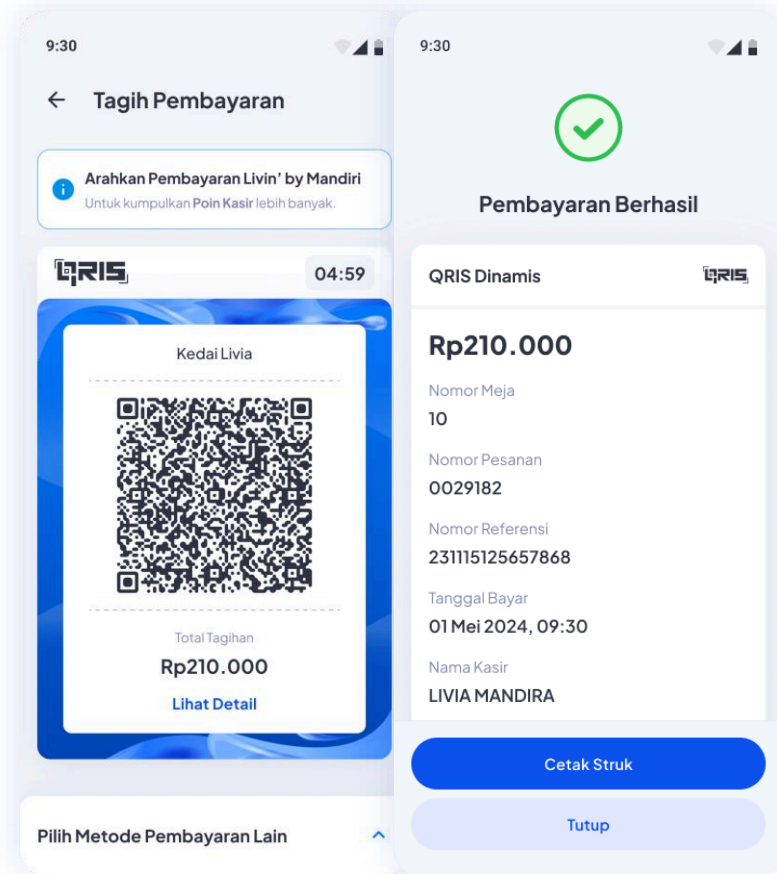 9:30
Tagih Pembayaran
Arahkan Pembayaran Livin’ by Mandiri
Untuk kumpulkan Poin Kasir lebih banyak.
QRIS
04:59
Kedai Livia
Total Tagihan
Rp210.000
Lihat Detail
Pilih Metode Pembayaran Lain
9:30
Pembayaran Berhasil
QRIS Dinamis
QRIS
Rp210.000
Nomor Meja
10
Nomor Pesanan
0029182
Nomor Referensi
231115125657868
Tanggal Bayar
01 Mei 2024, 09:30
Nama Kasir
LIVIA MANDIRA
Cetak Struk
Tutup